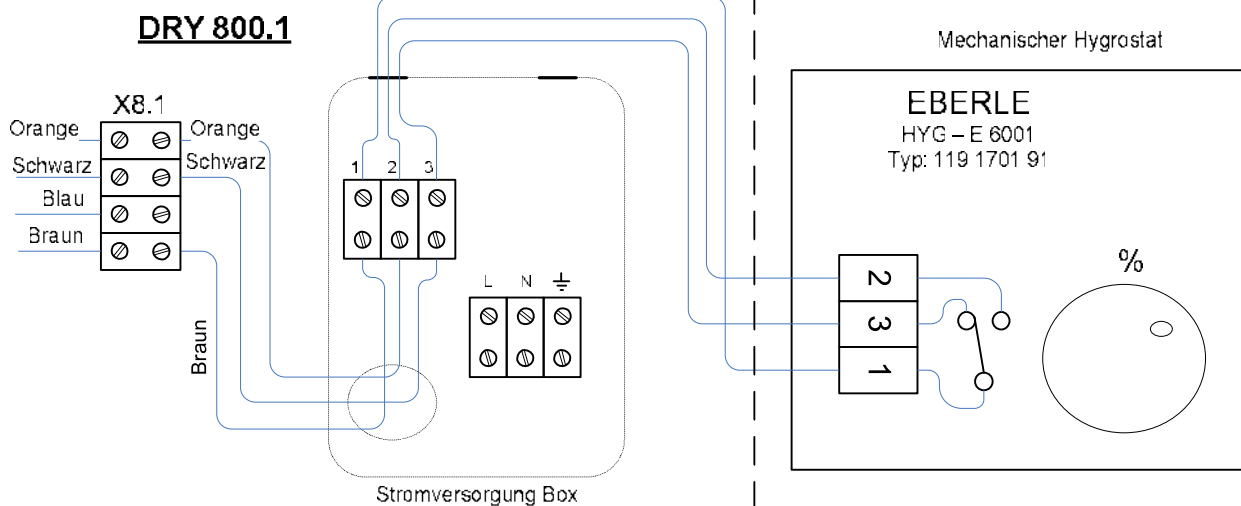 DRY 800.1
X8.1
Orange
Orange
Schwarz
Schwarz
Blau
Braun
Braun
1 2 3
L N
Stromversorgung Box
Mechanischer Hygrostat
EBERLE
HYG – E 6001
Typ: 119 1701 91
2
3
1
%